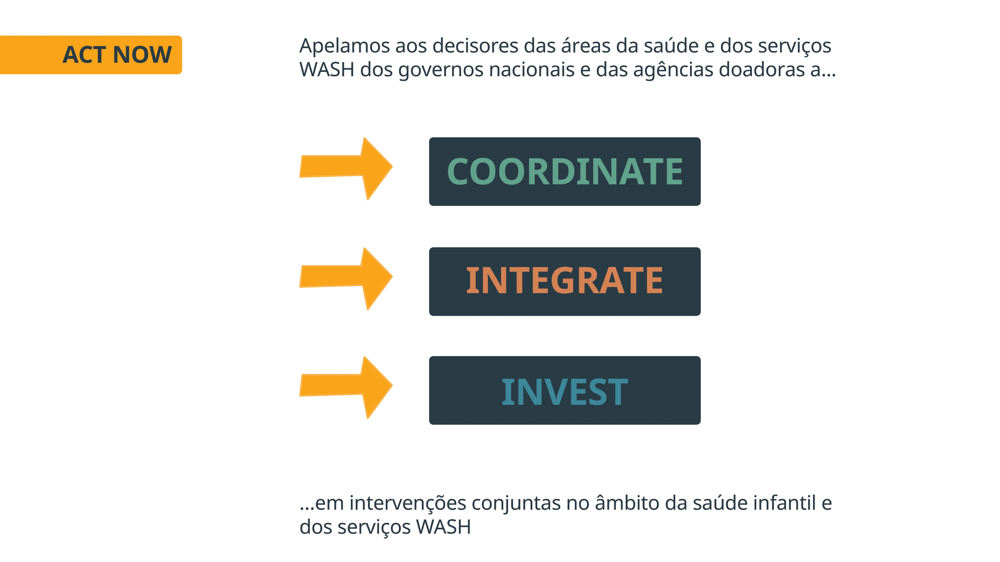 ACT NOW
Apelamos aos decisores das áreas da saúde e dos serviços
WASH dos governos nacionais e das agências doadoras a...
COORDINATE
INTEGRATE
INVEST
...em intervenções conjuntas no âmbito da saúde infantil e
dos serviços WASH